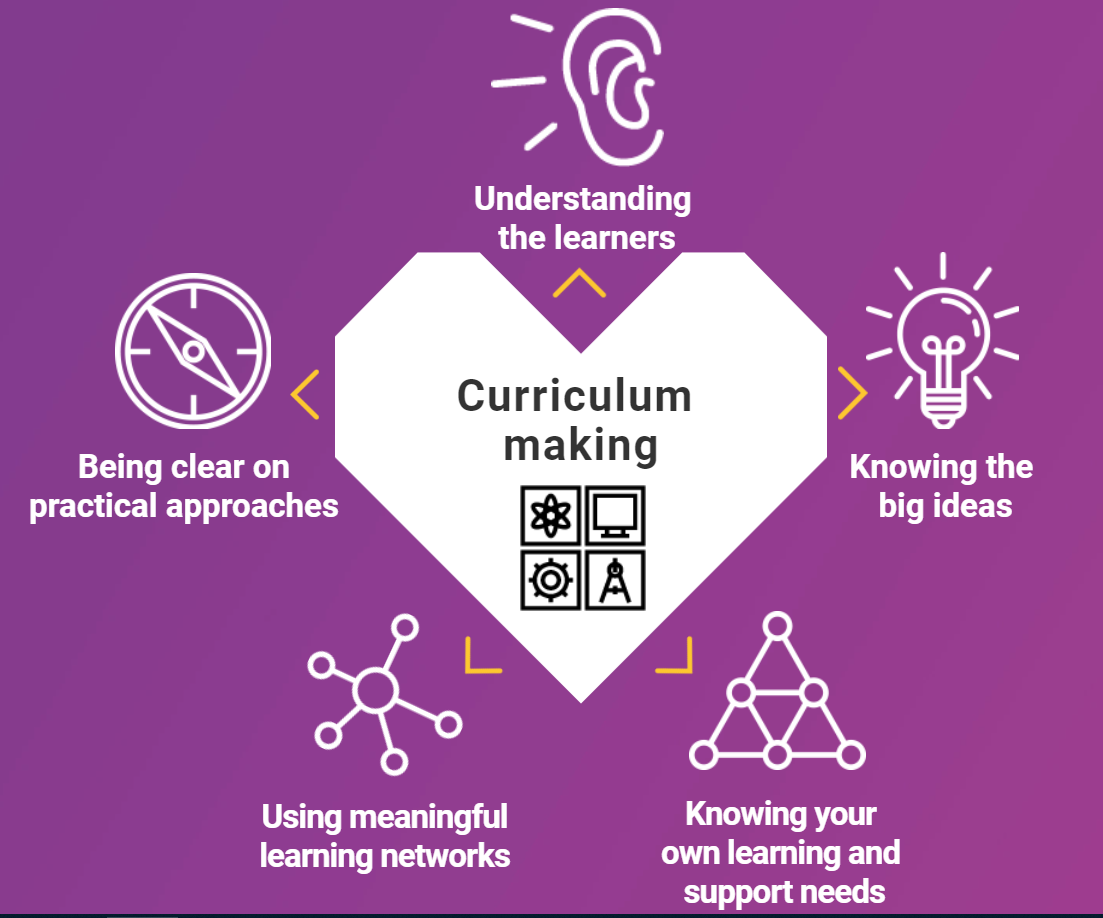 Understanding
the learners
Curriculum
making
Being clear on
practical approaches
Knowing the
big ideas
Using meaningful
learning networks
Knowing your
own learning and
support needs